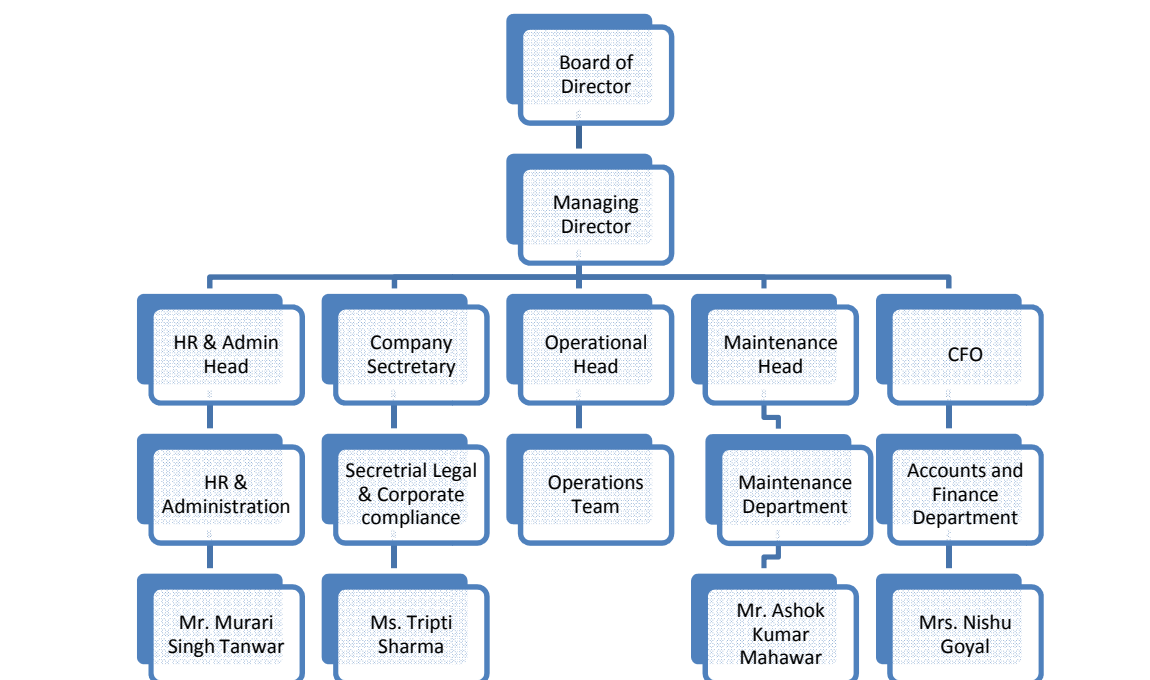 Board of
Director
Managing
Director
HR & Admin
Head
Company
Sectretary
Operational
Head
Maintenance
Head
CFO
HR &
Administration
Secretrial Legal
& Corporate
compliance
Operations
Team
Maintenance
Department
Accounts and
Finance
Department
Mr. Murari
Singh Tanwar
Ms. Tripti
Sharma
Mr. Ashok
Kumar
Mahawar
Mrs. Nishu
Goyal